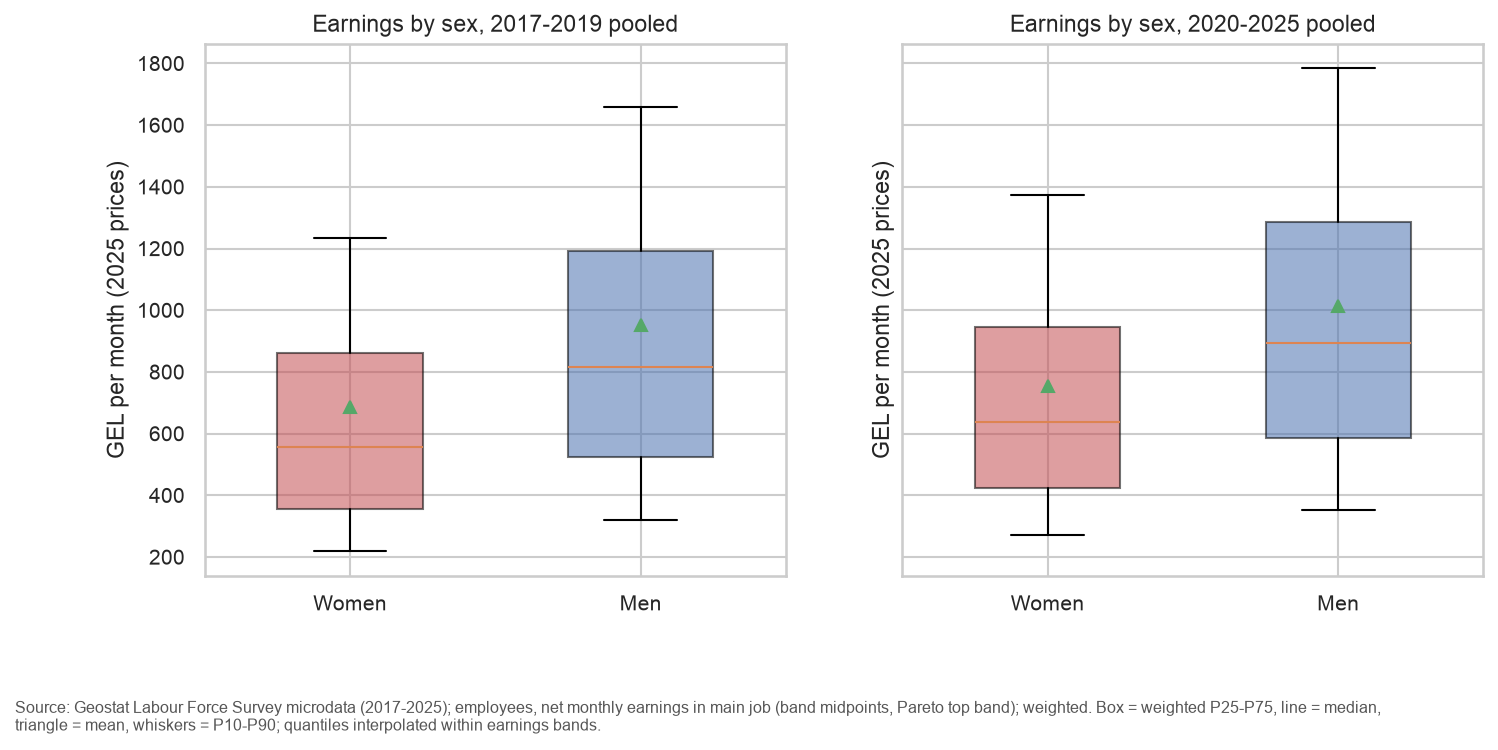 Earnings by sex, 2017-2019 pooled
GEL per month (2025 prices)
1800
1600
1400
1200
1000
800
600
400
200
Women
Men
Earnings by sex, 2020-2025 pooled
GEL per month (2025 prices)
Women
Men
Source: Geostat Labour Force Survey microdata (2017-2025); employees, net monthly earnings in main job (band midpoints, Pareto top band); weighted. Box = weighted P25-P75, line = median,
triangle = mean, whiskers = P10-P90; quantiles interpolated within earnings bands.